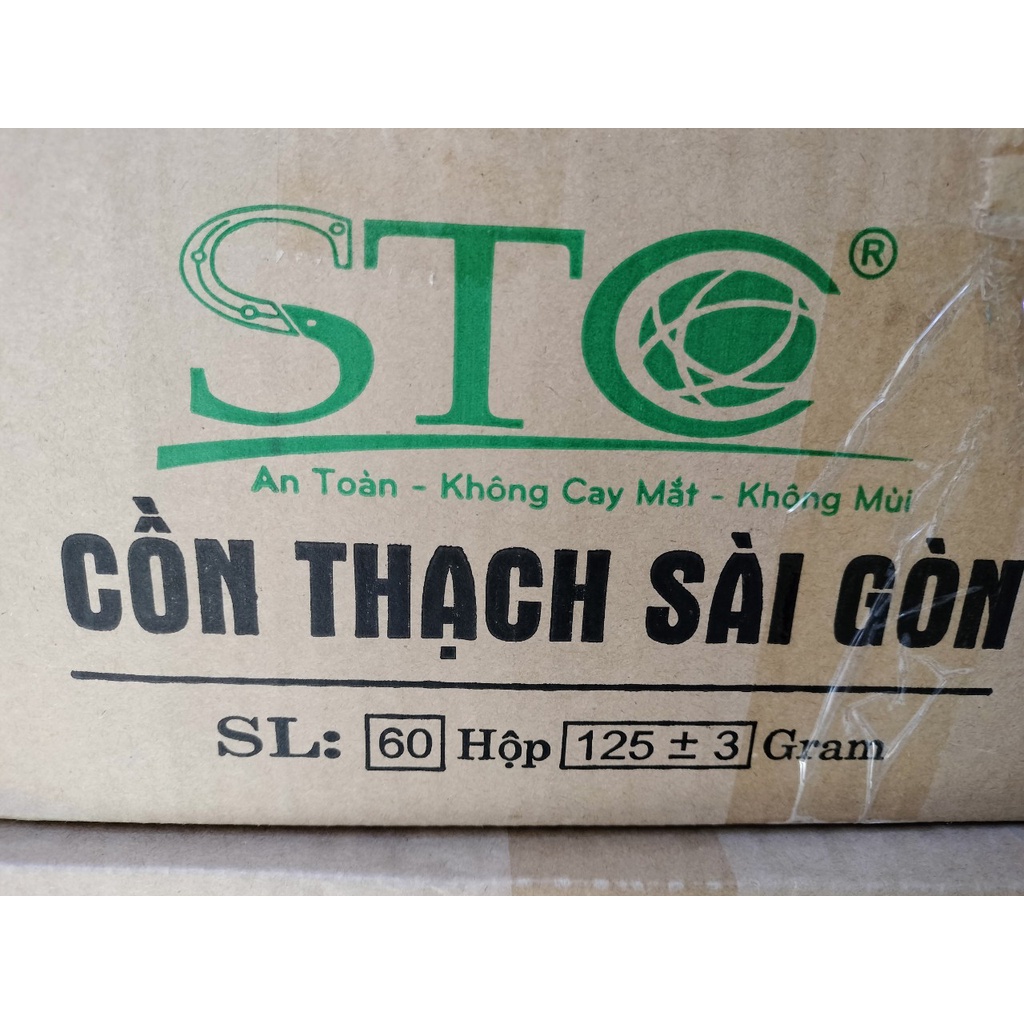 STC®
An Toàn - Không Cay Mắt - Không Mùi
CỒN THẠCH SÀI GÒN
SL: 60 Hộp 125 ± 3 Gram